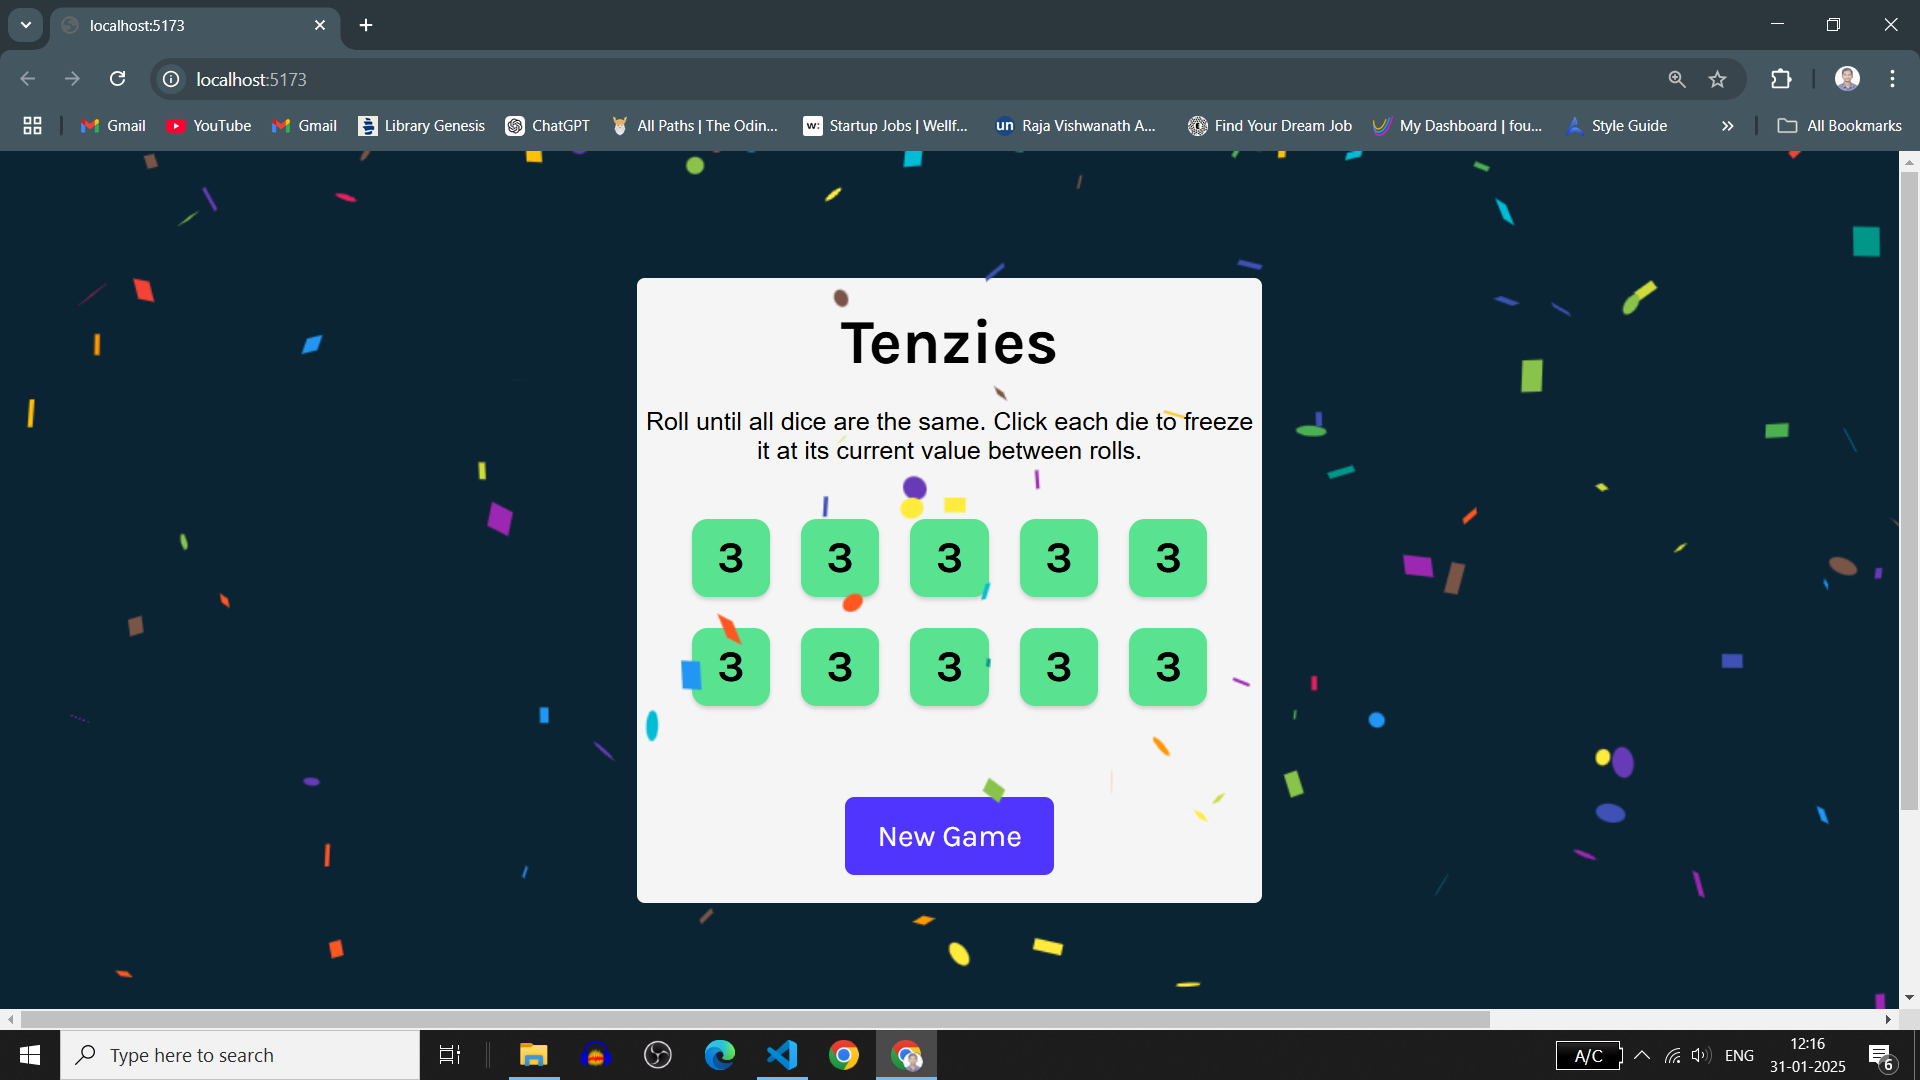 localhost:5173
localhost:5173
Gmail YouTube Gmail Library Genesis ChatGPT All Paths | The Odin... w: Startup Jobs | Wellf... un Raja Vishwanath A... Find Your Dream Job My Dashboard | fou... Style Guide All Bookmarks
Tenzies
Roll until all dice are the same. Click each die to freeze
it at its current value between rolls.
3 3 3 3 3
3 3 3 3 3
New Game
Type here to search
A/C
ENG
12:16
31-01-2025
6